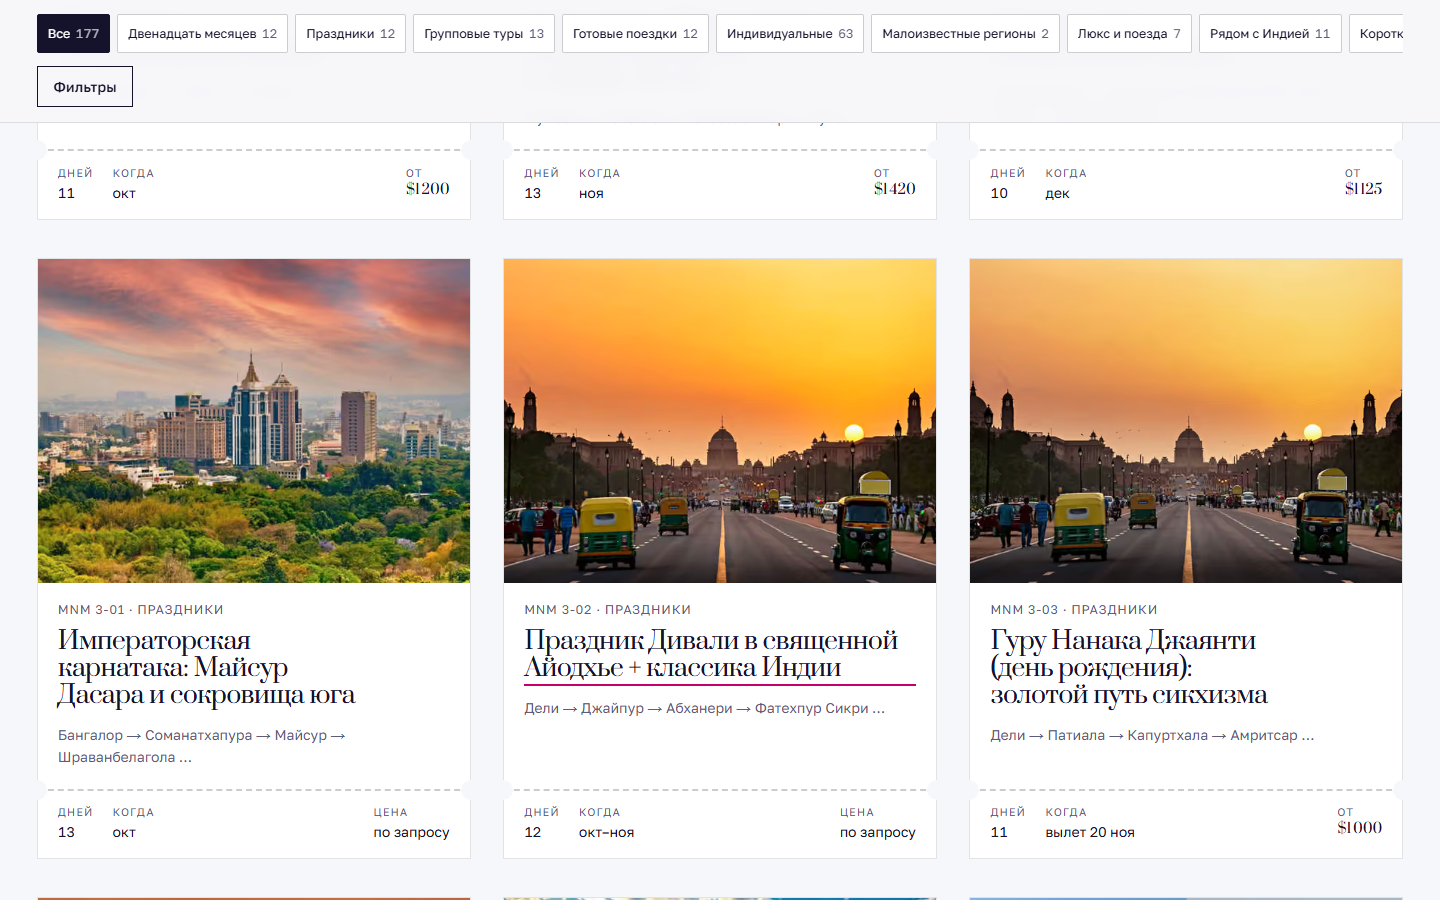 Все 177
Двенадцать месяцев 12
Праздники 12
Групповые туры 13
Готовые поездки 12
Индивидуальные 63
Малоизвестные регионы 2
Люкс и поезда 7
Рядом с Индией 11
Коротк
Фильтры
ДНЕЙ КОГДА ОТ
11 окт $1200
ДНЕЙ КОГДА ОТ
13 ноя $1420
ДНЕЙ КОГДА ОТ
10 дек $1125
MNM 3-01 · ПРАЗДНИКИ
Императорская
карнатака: Майсур
Дасара и сокровища юга
Бангалор → Соманатхапура → Майсур →
Шраванбелагола ...
ДНЕЙ КОГДА ЦЕНА
13 окт по запросу
MNM 3-02 · ПРАЗДНИКИ
Праздник Дивали в священной
Айодхье + классика Индии
Дели → Джайпур → Абханери → Фатехпур Сикри ...
ДНЕЙ КОГДА ЦЕНА
12 окт–ноя по запросу
MNM 3-03 · ПРАЗДНИКИ
Гуру Нанака Джаянти
(день рождения):
золотой путь сикхизма
Дели → Патиала → Капуртхала → Амритсар ...
ДНЕЙ КОГДА ОТ
11 вылет 20 ноя $1000